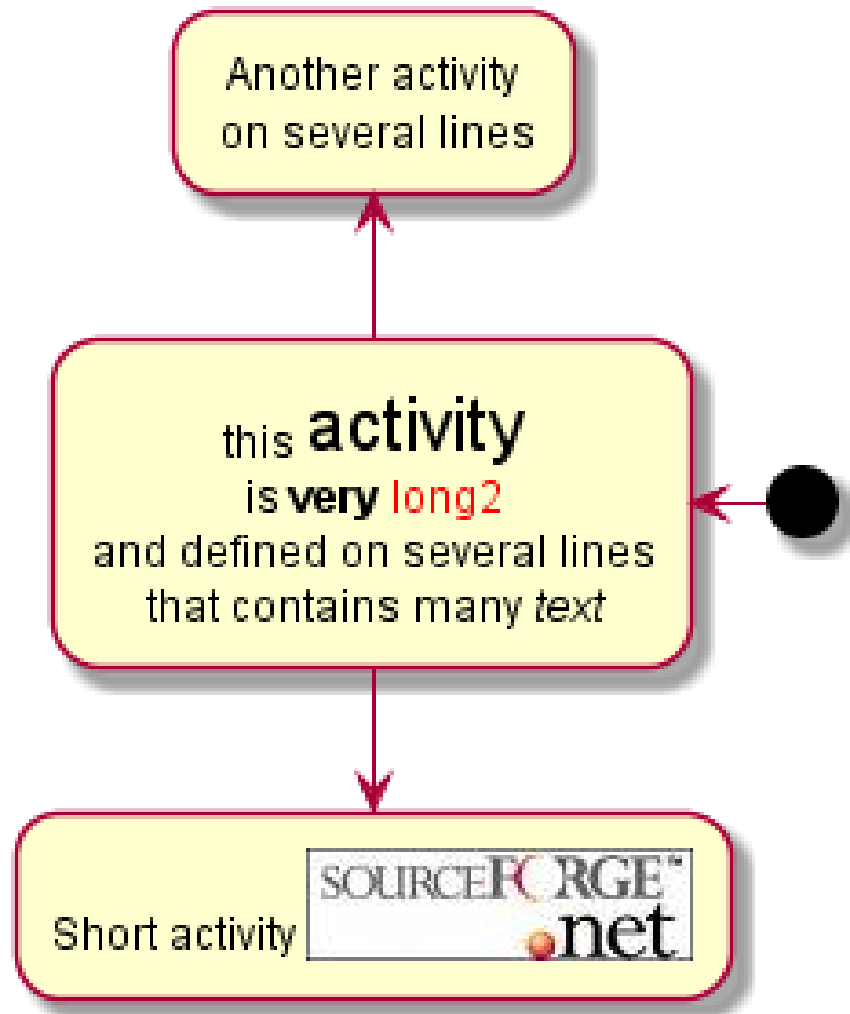 Another activity
on several lines
this activity
is very long2
and defined on several lines
that contains many text
Short activity
SOURCEFORGE™
.net